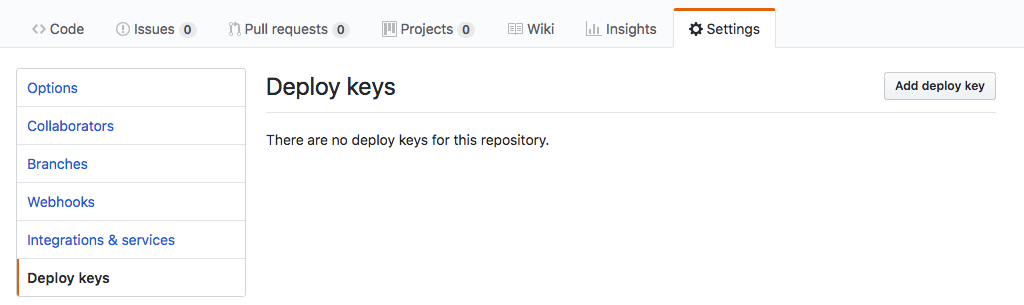 Code Issues 0 Pull requests 0 Projects 0 Wiki Insights Settings
Options
Collaborators
Branches
Webhooks
Integrations & services
Deploy keys
Deploy keys
Add deploy key
There are no deploy keys for this repository.